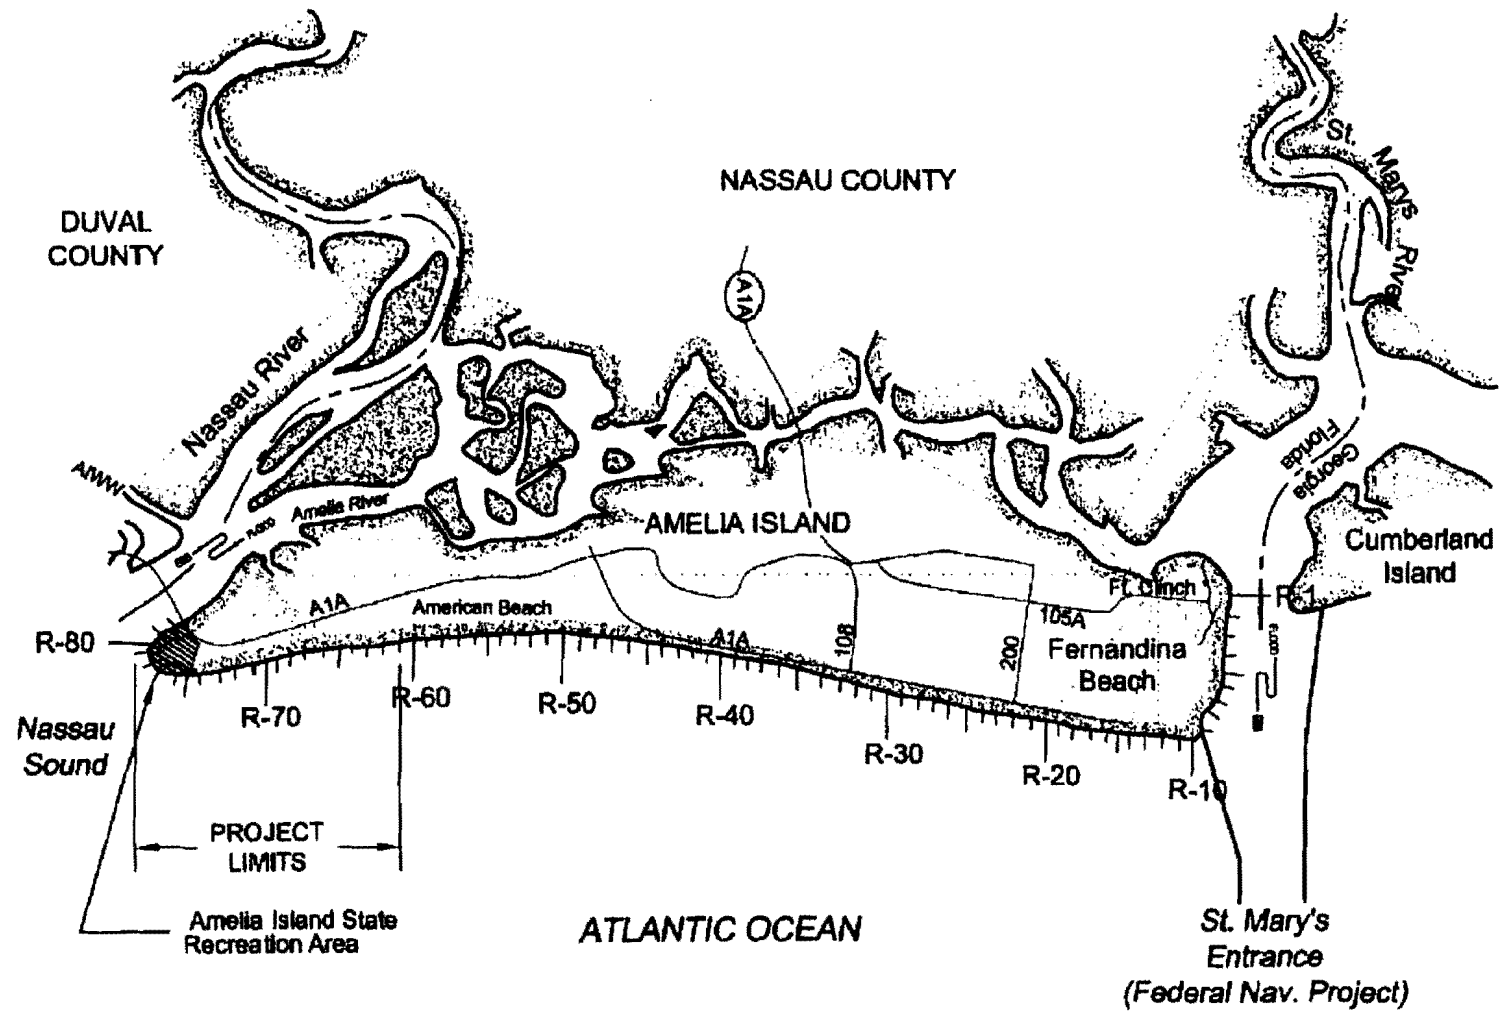 St. Marys River
NASSAU COUNTY
DUVAL
COUNTY
A1A
Nassau River
Florida
Georgia
AIWW
Amelia River
AMELIA ISLAND
Cumberland
Island
Ft. Clinch
R-1
A1A
American Beach
105A
R-80
A1A
108
200
Fernandina
Beach
R-70
R-60
R-50
R-40
R-30
R-20
R-10
Nassau
Sound
PROJECT
LIMITS
Amelia Island State
Recreation Area
ATLANTIC OCEAN
St. Mary's
Entrance
(Federal Nav. Project)